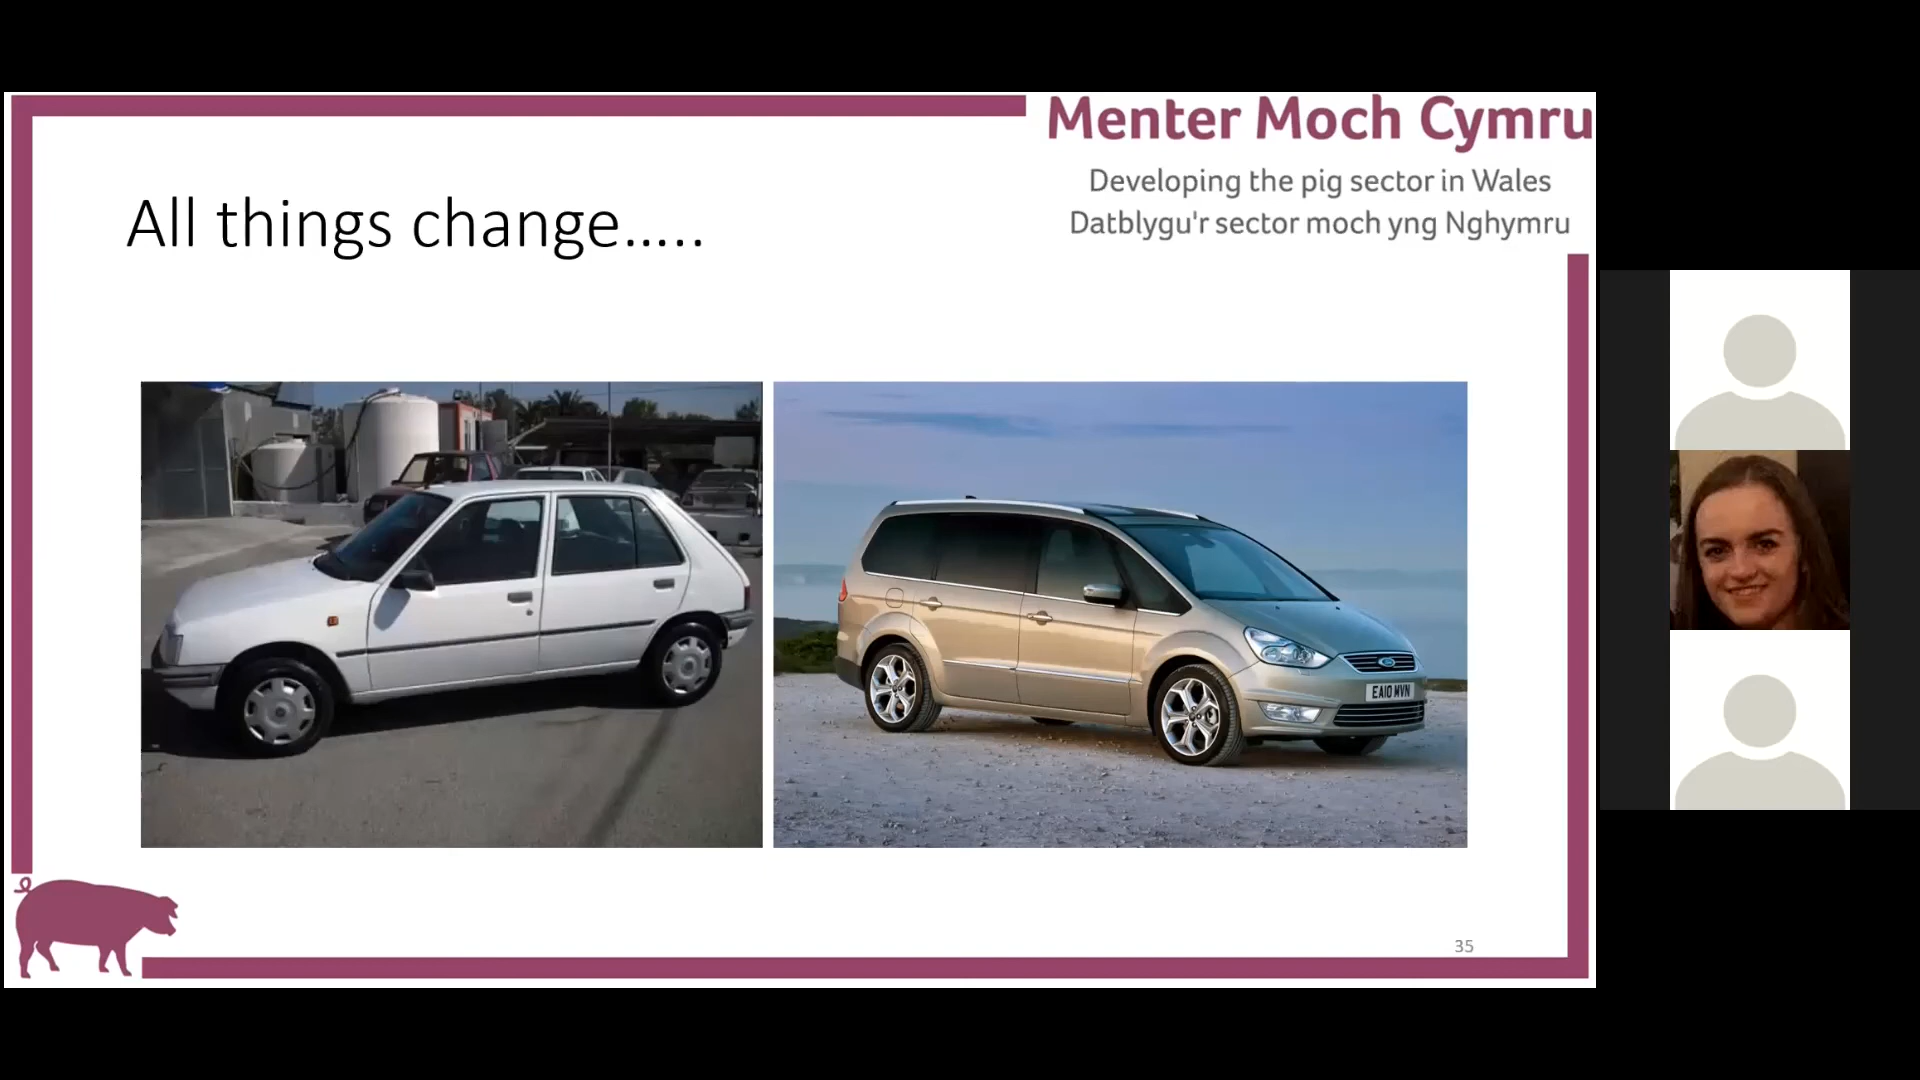 Menter Moch Cymru
Developing the pig sector in Wales
Datblygu'r sector moch yng Nghymru
All things change.....
EA10 MVN
35